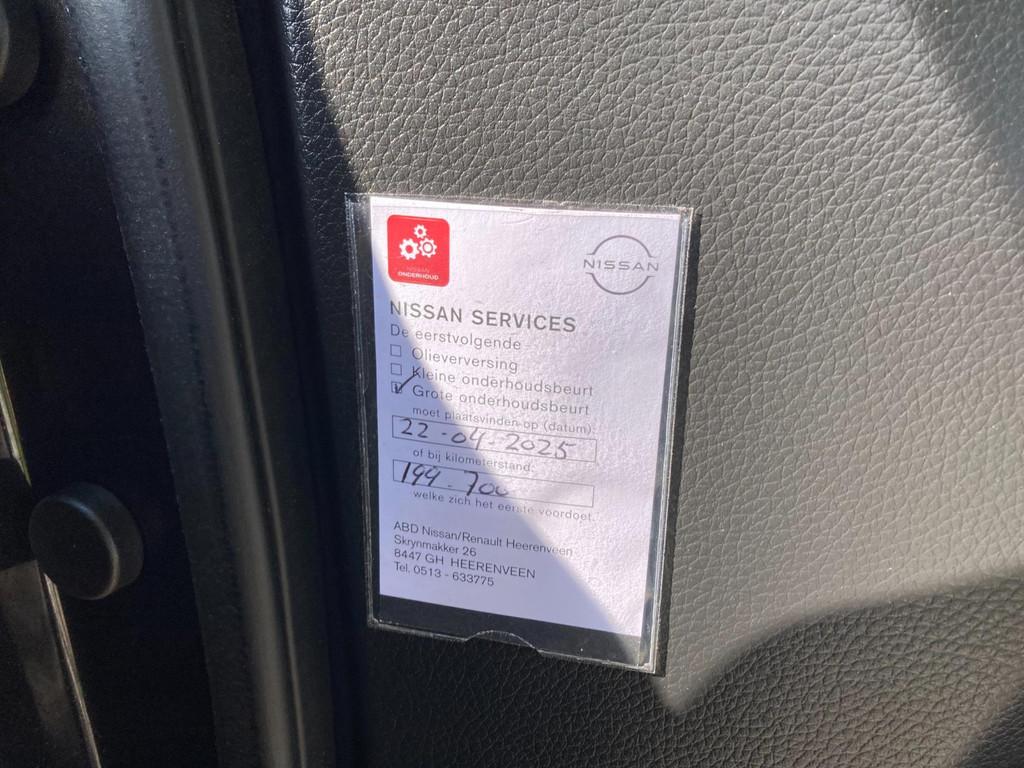 NISSAN
ONDERHOUD
NISSAN
NISSAN SERVICES
De eerstvolgende
Olieverversing
Kleine onderhoudsbeurt
Grote onderhoudsbeurt
moet plaatsvinden op (datum):
22-04-2025
of bij kilometerstand:
199-700
welke zich het eerste voordoet.
ABD Nissan/Renault Heerenveen
Skrynmakker 26
8447 GH HEERENVEEN
Tel. 0513 - 633775